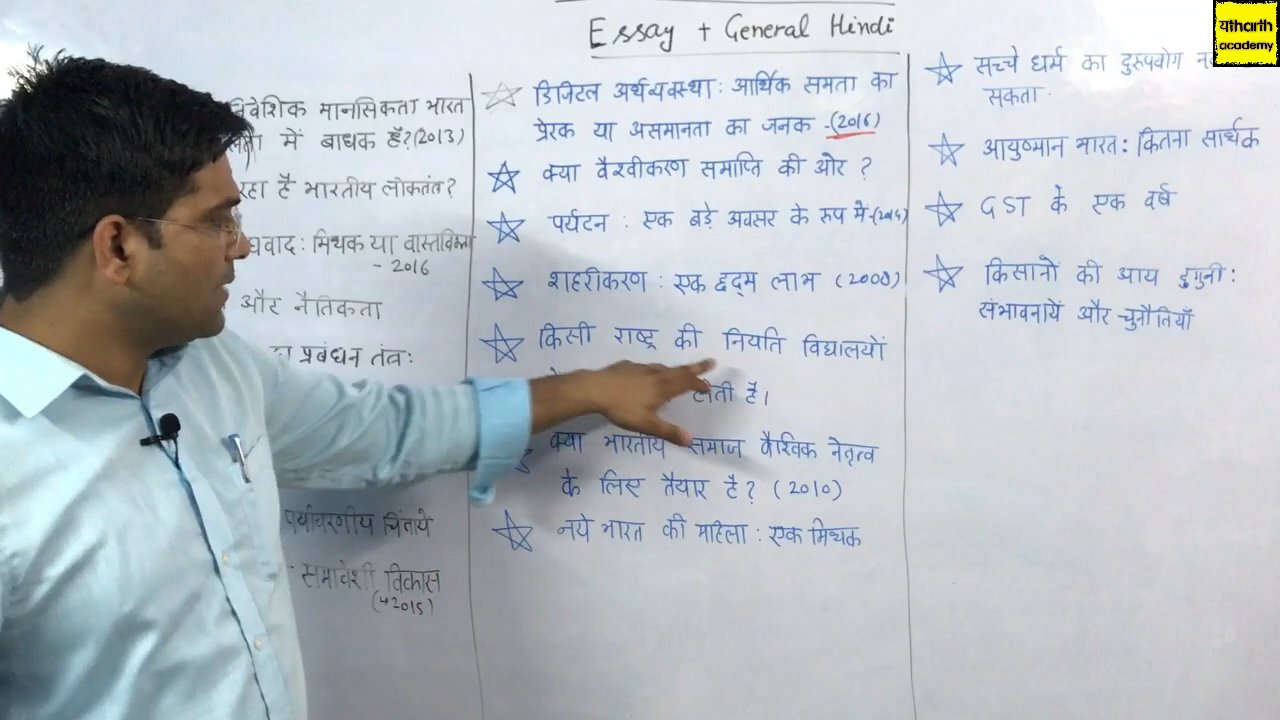 Essay + General Hindi
यथार्थ
academy
मानसिकता भारत
में बाधक है?(2013)
रहा है भारतीय लोकतंत्र?
मिथक या वास्तविकता
- 2016
और नैतिकता
प्रबंधन तंत्र:
पर्यावरणीय चिंतायें
समावेशी विकास
(↳2015)
डिजिटल अर्थव्यवस्था: आर्थिक समता का
प्रेरक या असमानता का जनक -(2016)
क्या वैश्वीकरण समाप्ति की ओर ?
पर्यटन : एक बड़े अवसर के रूप में-(2014)
शहरीकरण : एक छद्म लाभ (2000)
किसी राष्ट्र की नियति विद्यालयों
होती है।
क्या भारतीय समाज वैश्विक नेतृत्व
के लिए तैयार है? (2010)
नये भारत की महिला : एक मिथक
सच्चे धर्म का दुरुपयोग
सकता.
आयुष्मान भारत: कितना सार्थक
GST के एक वर्ष
किसानों की आय दुगुनी:
संभावनायें और चुनौतियाँ